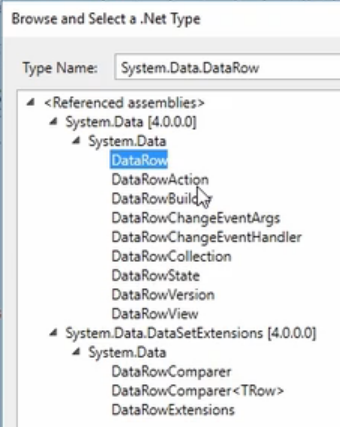 Browse and Select a .Net Type
Type Name: System.Data.DataRow
<Referenced assemblies>
System.Data [4.0.0.0]
System.Data
DataRow
DataRowAction
DataRowBuilder
DataRowChangeEventArgs
DataRowChangeEventHandler
DataRowCollection
DataRowState
DataRowVersion
DataRowView
System.Data.DataSetExtensions [4.0.0.0]
System.Data
DataRowComparer
DataRowComparer<TRow>
DataRowExtensions